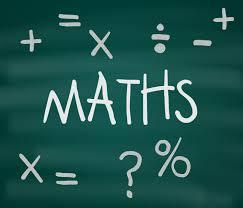 + = × ÷ - +
MATHS
× = ? %